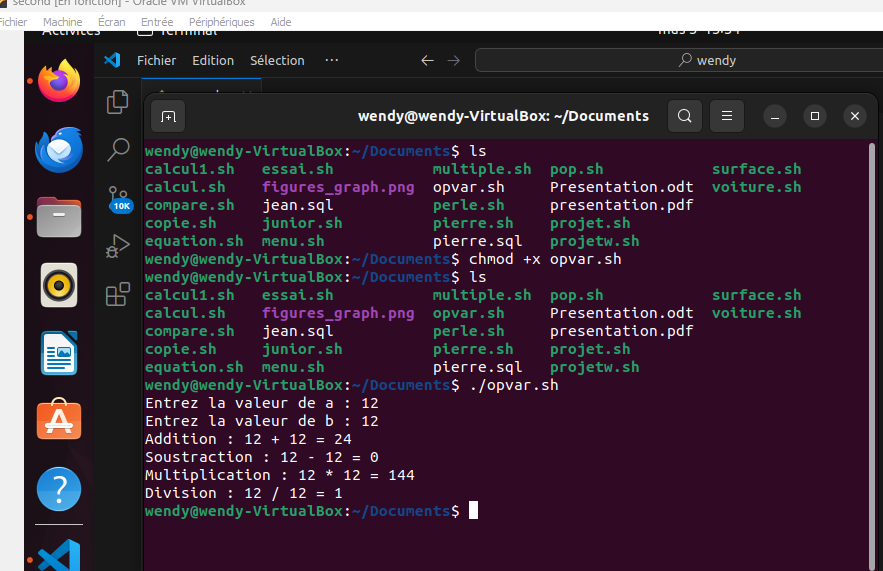 second [En fonction] - Oracle VM VirtualBox
Fichier Machine Écran Entrée Périphériques Aide
Activités Terminal
Fichier Edition Sélection ···
wendy
wendy@wendy-VirtualBox: ~/Documents
10K
wendy@wendy-VirtualBox:~/Documents$ ls
calcul1.sh essai.sh multiple.sh pop.sh surface.sh
calcul.sh figures_graph.png opvar.sh Presentation.odt voiture.sh
compare.sh jean.sql perle.sh presentation.pdf
copie.sh junior.sh pierre.sh projet.sh
equation.sh menu.sh pierre.sql projetw.sh
wendy@wendy-VirtualBox:~/Documents$ chmod +x opvar.sh
wendy@wendy-VirtualBox:~/Documents$ ls
calcul1.sh essai.sh multiple.sh pop.sh surface.sh
calcul.sh figures_graph.png opvar.sh Presentation.odt voiture.sh
compare.sh jean.sql perle.sh presentation.pdf
copie.sh junior.sh pierre.sh projet.sh
equation.sh menu.sh pierre.sql projetw.sh
wendy@wendy-VirtualBox:~/Documents$ ./opvar.sh
Entrez la valeur de a : 12
Entrez la valeur de b : 12
Addition : 12 + 12 = 24
Soustraction : 12 - 12 = 0
Multiplication : 12 * 12 = 144
Division : 12 / 12 = 1
wendy@wendy-VirtualBox:~/Documents$